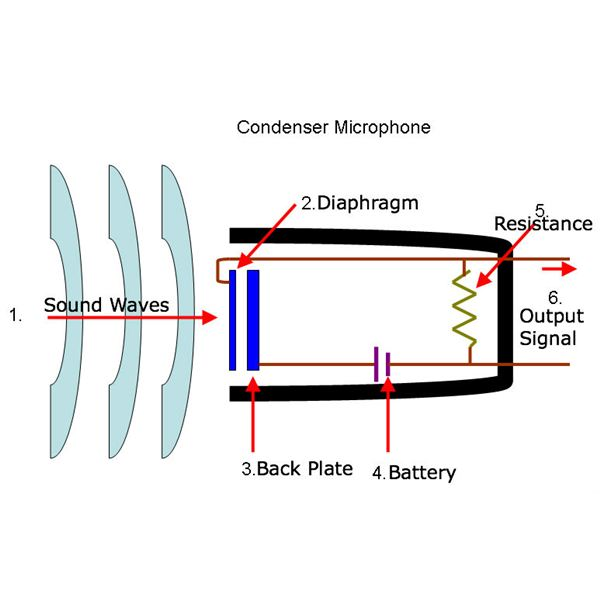 Condenser Microphone
2.Diaphragm
5.
Resistance
1.
Sound Waves
6.
Output
Signal
3.Back Plate
4.Battery